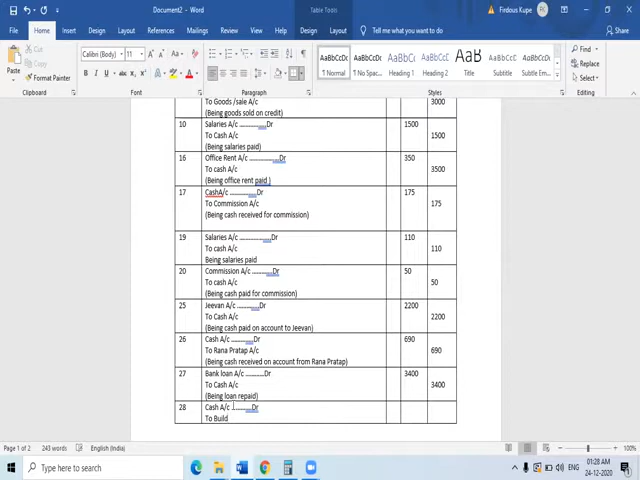 Document2 - Word
Table Tools
Firdous Kupe
File Home Insert Draw Design Layout References Mailings Review View Help Design Layout Tell me what you want to do
Share
Cut
Copy
Format Painter
Paste
Clipboard
Calibri (Body) 11
Font
Paragraph
AaBbCcDc AaBbCcDc AaBbCc AaBbCcD AaB AaBbCcD AaBbCcDc
1 Normal 1 No Spac... Heading 1 Heading 2 Title Subtitle Subtle Em...
Styles
Find
Replace
Select
Editing
To Goods /sale A/c 3000
(Being goods sold on credit)
10 Salaries A/c ..............Dr 1500
To Cash A/c 1500
(Being salaries paid)
16 Office Rent A/c ..............Dr 350
To cash A/c 3500
(Being office rent paid )
17 CashA/c ..............Dr 175
To Commission A/c 175
(Being cash received for commission)
19 Salaries A/c ..............Dr 110
To cash A/c 110
Being salaries paid
20 Commission A/c ...........Dr 50
To cash A/c 50
(Being cash paid for commission)
25 Jeevan A/c ...........Dr 2200
To Cash A/c 2200
(Being cash paid on account to Jeevan)
26 Cash A/c ...........Dr 690
To Rana Pratap A/c 690
(Being cash received on account from Rana Pratap)
27 Bank loan A/c ..........Dr 3400
To Cash A/c 3400
(Being loan repaid)
28 Cash A/c ...........Dr
To Build
Page 1 of 2 243 words English (India)
100%
Type here to search
ENG
01:28 AM
24-12-2020